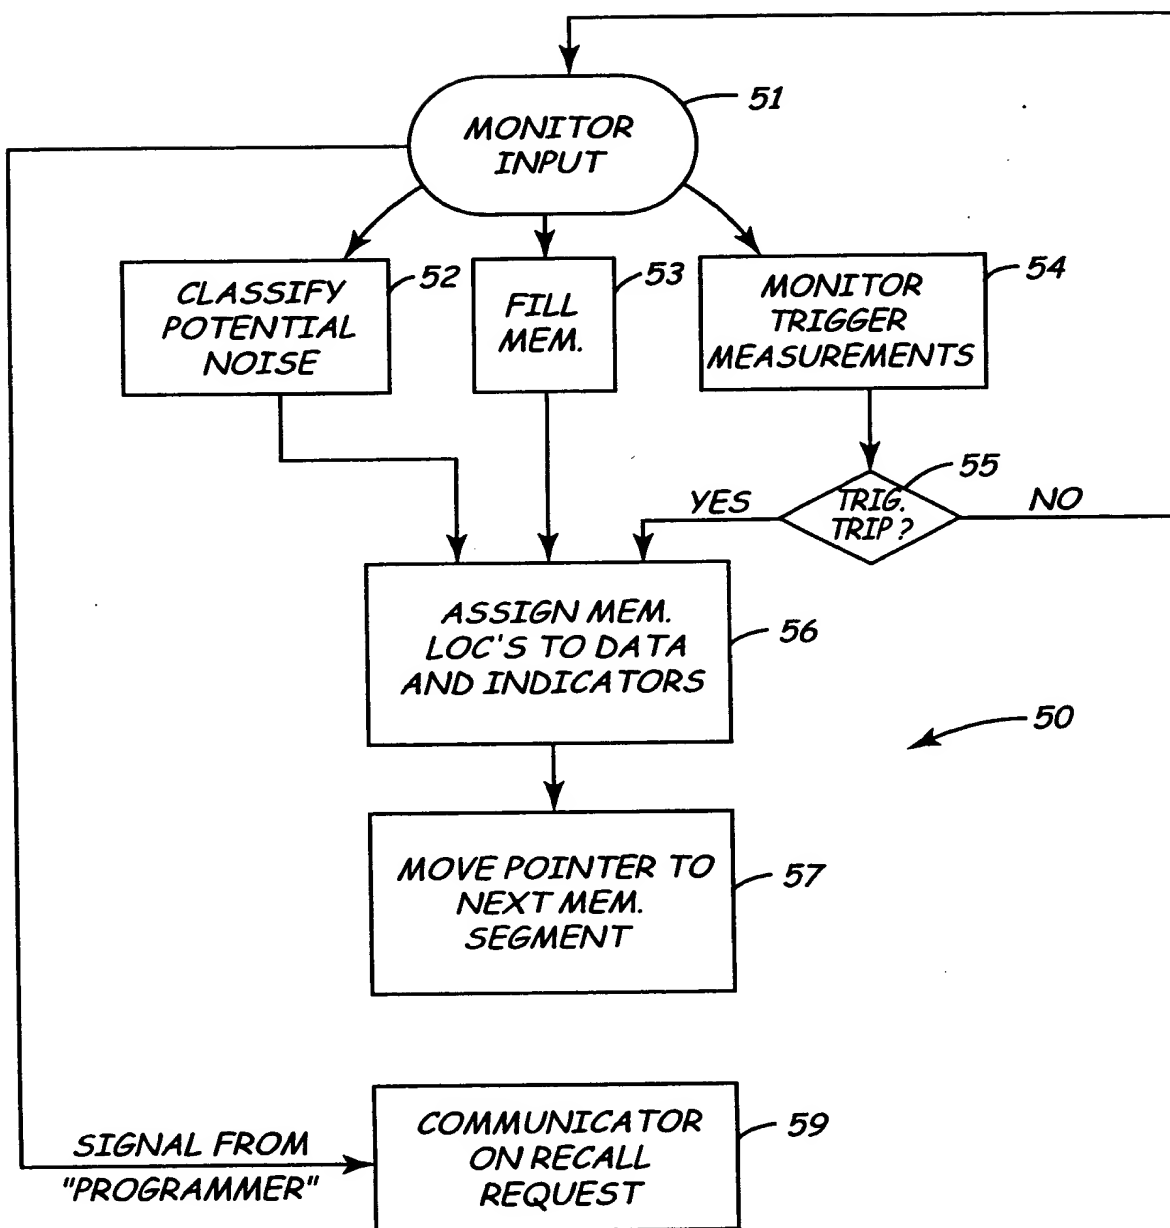 51
MONITOR
INPUT
52
CLASSIFY
POTENTIAL
NOISE
53
FILL
MEM.
54
MONITOR
TRIGGER
MEASUREMENTS
55
TRIG.
TRIP?
YES
NO
ASSIGN MEM.
LOC'S TO DATA
AND INDICATORS
56
50
MOVE POINTER TO
NEXT MEM.
SEGMENT
57
SIGNAL FROM
"PROGRAMMER"
COMMUNICATOR
ON RECALL
REQUEST
59